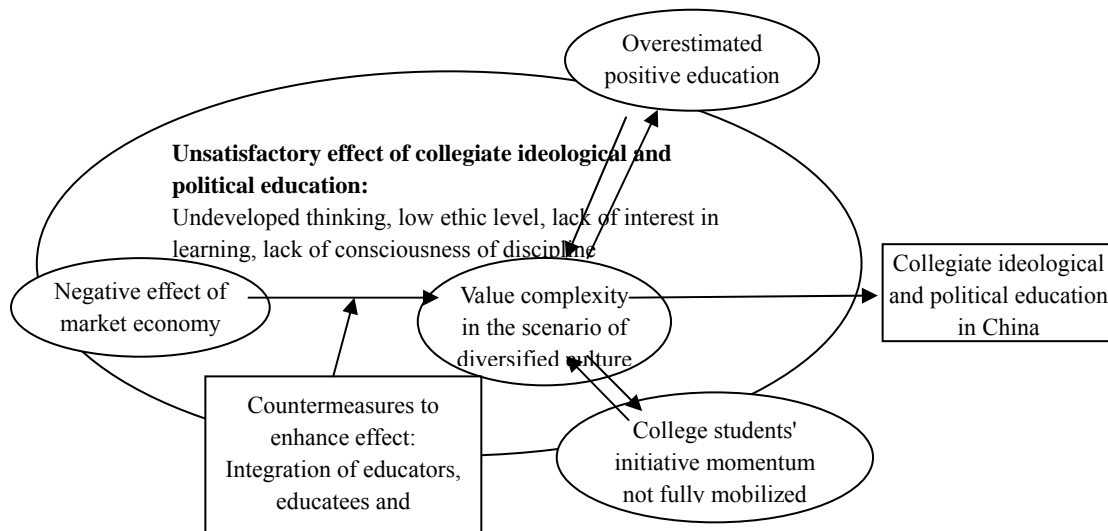 Overestimated
positive education
Unsatisfactory effect of collegiate ideological and
political education:
Undeveloped thinking, low ethic level, lack of interest in
learning, lack of consciousness of discipline
Negative effect of
market economy
Value complexity
in the scenario of
diversified culture
Collegiate ideological
and political education
in China
Countermeasures to
enhance effect:
Integration of educators,
educatees and
College students'
initiative momentum
not fully mobilized